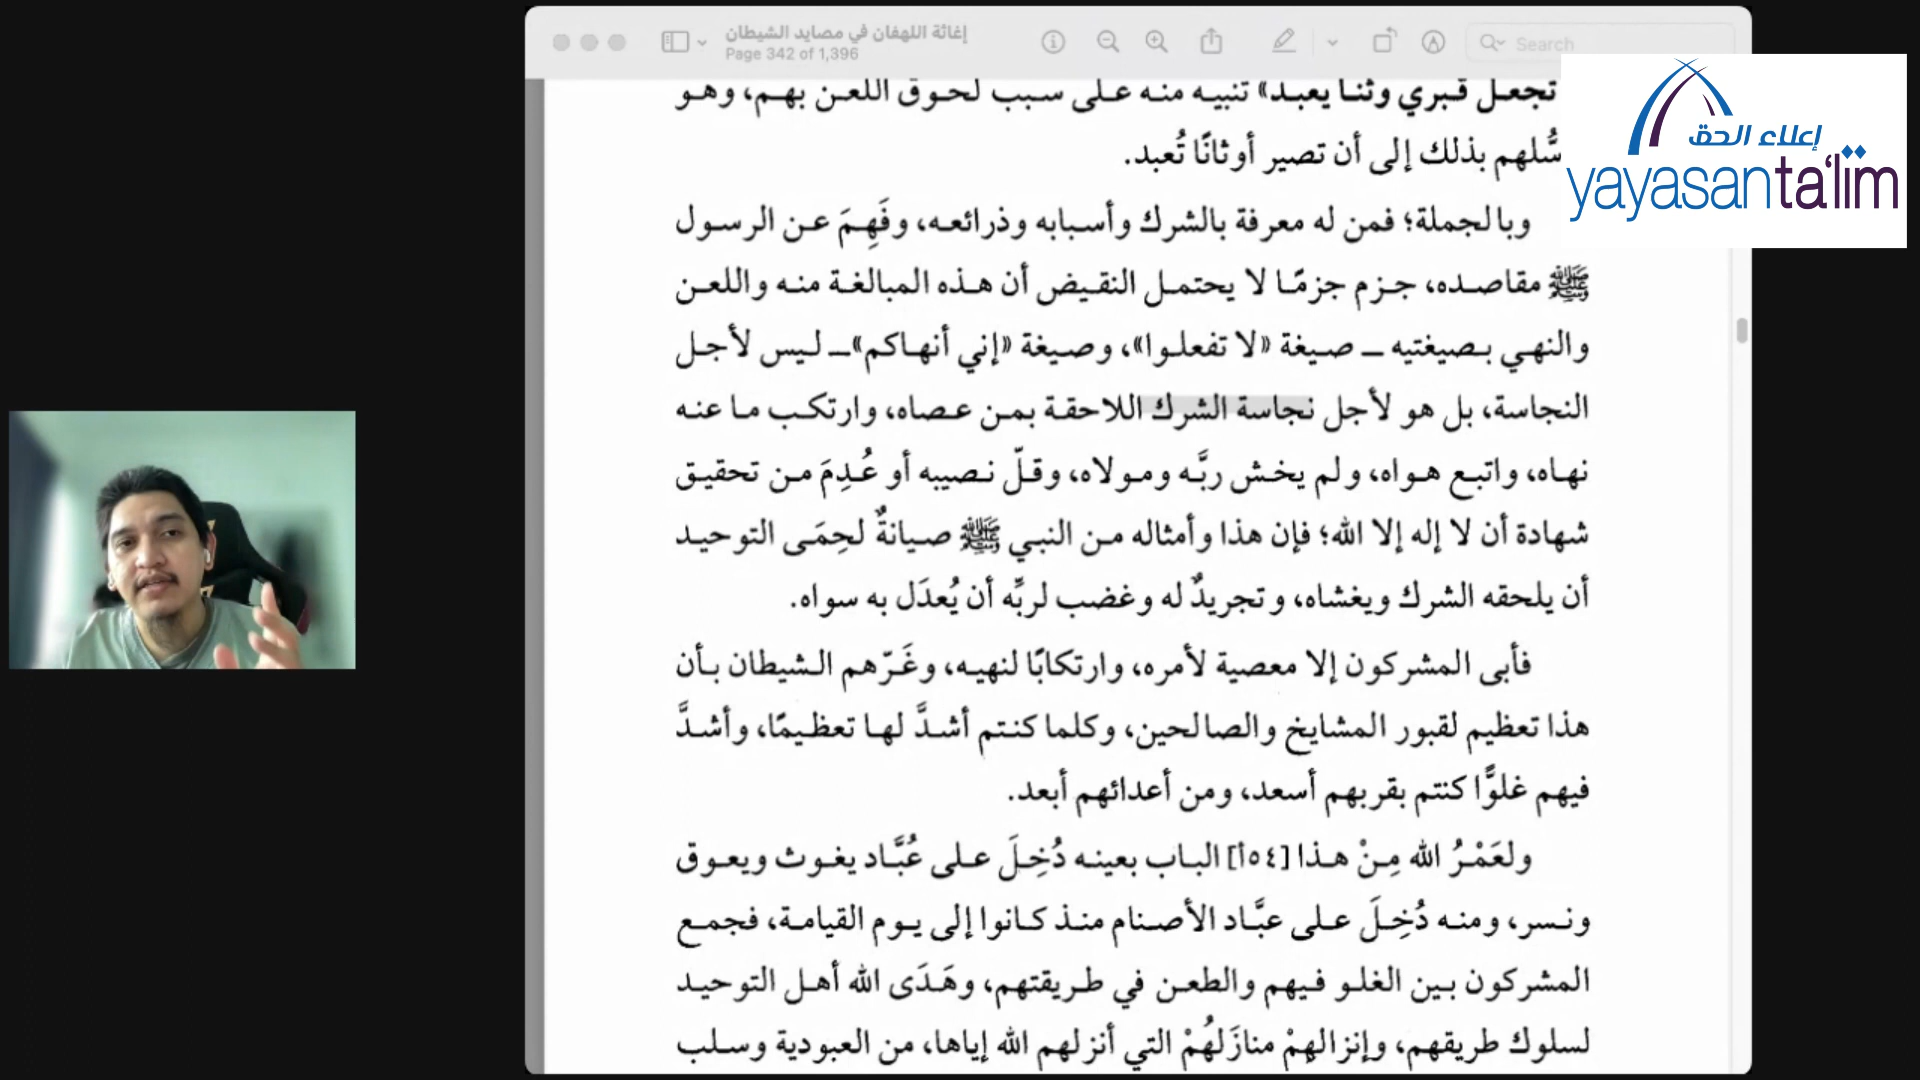 إغاثة اللهفان في مصايد الشيطان
Page 342 of 1,396
Search
إعلاء الحق
yayasanta'lim
تجعل قبري وثنا يعبد» تنبيه منه على سبب لحوق اللعن بهم، وهو
سُّلهم بذلك إلى أن تصير أوثانًا تُعبد.
وبالجملة؛ فمن له معرفة بالشرك وأسبابه وذرائعه، وفَهِمَ عن الرسول
ﷺ مقاصده، جزم جزمًا لا يحتمل النقيض أن هذه المبالغة منه واللعن
والنهي بصيغتيه ـ صيغة «لا تفعلوا»، وصيغة «إني أنهاكم»ـ ليس لأجل
النجاسة، بل هو لأجل نجاسة الشرك اللاحقة بمن عصاه، وارتكب ما عنه
نهاه، واتبع هواه، ولم يخش ربَّه ومولاه، وقلّ نصيبه أو عُدِمَ من تحقيق
شهادة أن لا إله إلا الله؛ فإن هذا وأمثاله من النبي ﷺ صيانةٌ لحِمَى التوحيد
أن يلحقه الشرك ويغشاه، وتجريدٌ له وغضب لربِّه أن يُعدَل به سواه.
فأبى المشركون إلا معصية لأمره، وارتكابًا لنهيه، وغَرّهم الشيطان بأن
هذا تعظيم لقبور المشايخ والصالحين، وكلما كنتم أشدَّ لها تعظيمًا، وأشدَّ
فيهم غلوًّا كنتم بقربهم أسعد، ومن أعدائهم أبعد.
ولعَمْرُ الله مِنْ هذا [٥٤أ] الباب بعينه دُخِلَ على عُبَّاد يغوث ويعوق
ونسر، ومنه دُخِلَ على عبَّاد الأصنام منذ كانوا إلى يوم القيامة، فجمع
المشركون بين الغلو فيهم والطعن في طريقتهم، وهَدَى الله أهل التوحيد
لسلوك طريقهم، وإنزالهِمْ منازَلهُمْ التي أنزلهم الله إياها، من العبودية وسلب